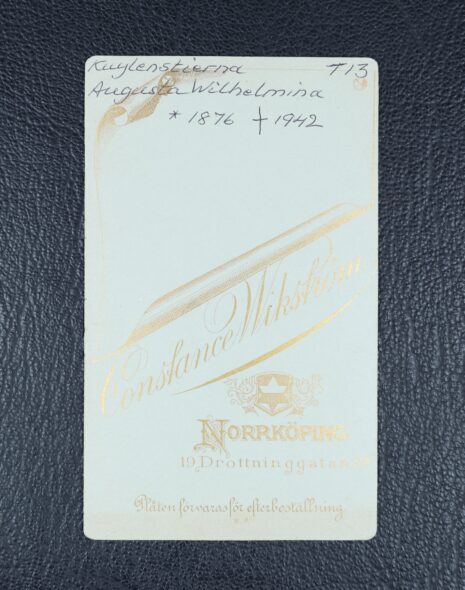 Kuylenstierna T13
Augusta Wilhelmina
* 1876 † 1942
Constance Wikström
NORRKÖPING
19, Drottninggatan 19
Plåten förvaras för efterbeställning